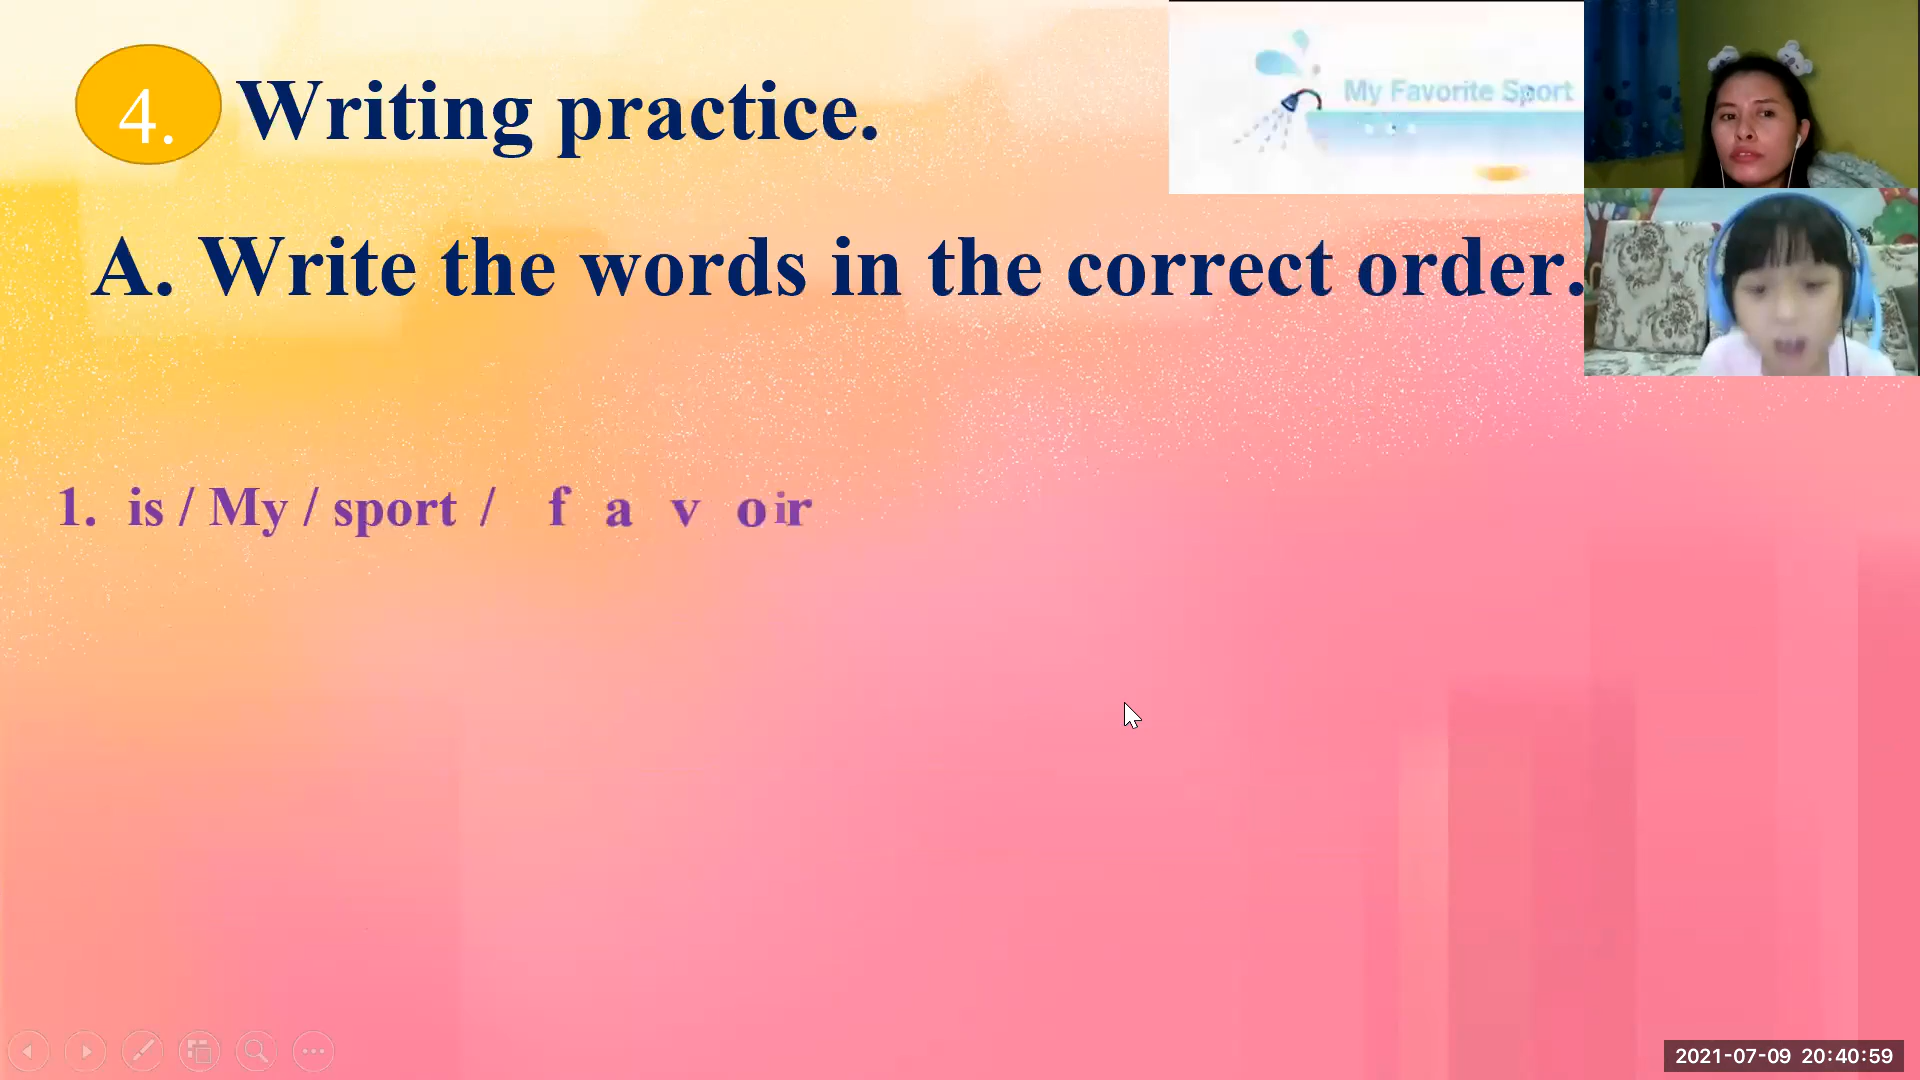 4. Writing practice.
My Favorite Sport
A. Write the words in the correct order.
1. is / My / sport / f a v o i r
2021-07-09 20:40:59